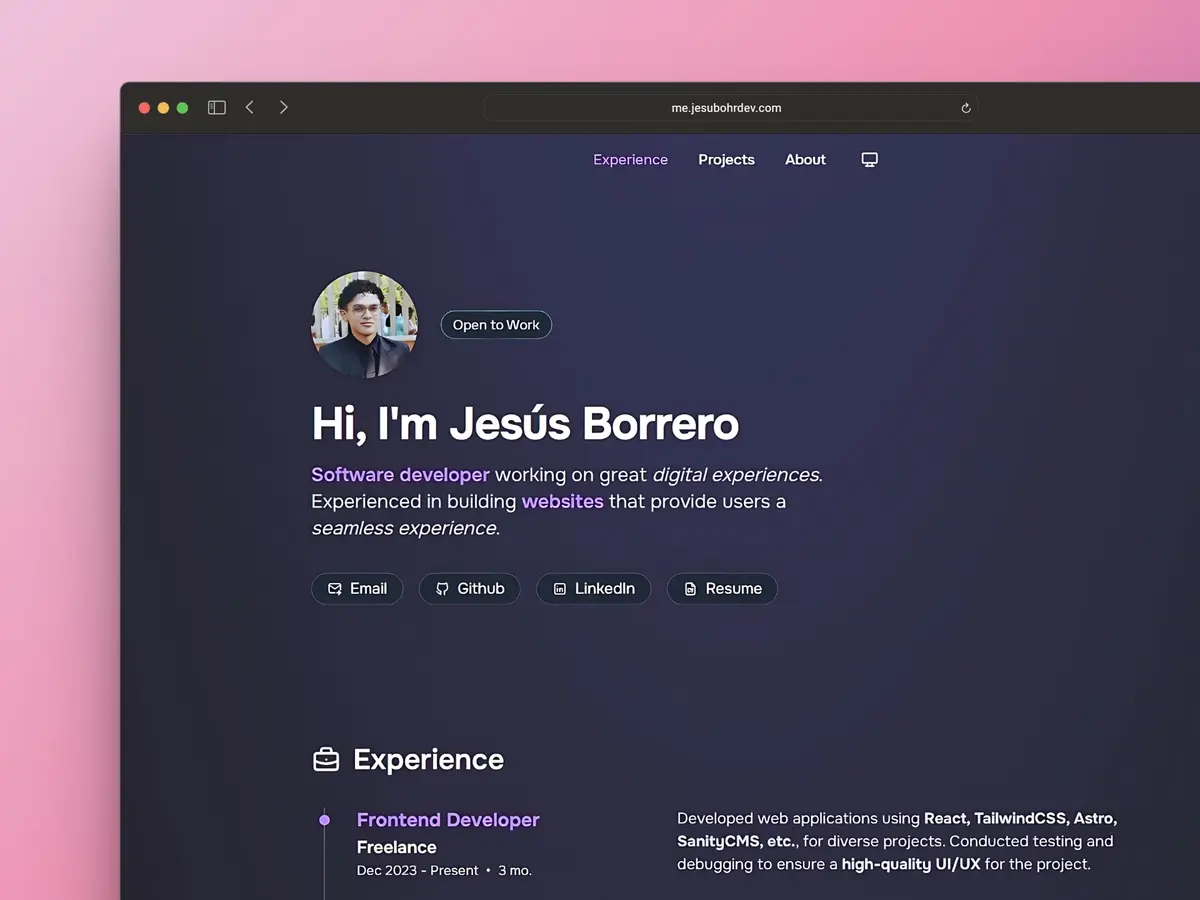 me.jesubohrdev.com
Experience Projects About
Open to Work
Hi, I'm Jesús Borrero
Software developer working on great digital experiences.
Experienced in building websites that provide users a
seamless experience.
Email Github LinkedIn Resume
Experience
Frontend Developer
Freelance
Dec 2023 - Present • 3 mo.
Developed web applications using React, TailwindCSS, Astro,
SanityCMS, etc., for diverse projects. Conducted testing and
debugging to ensure a high-quality UI/UX for the project.